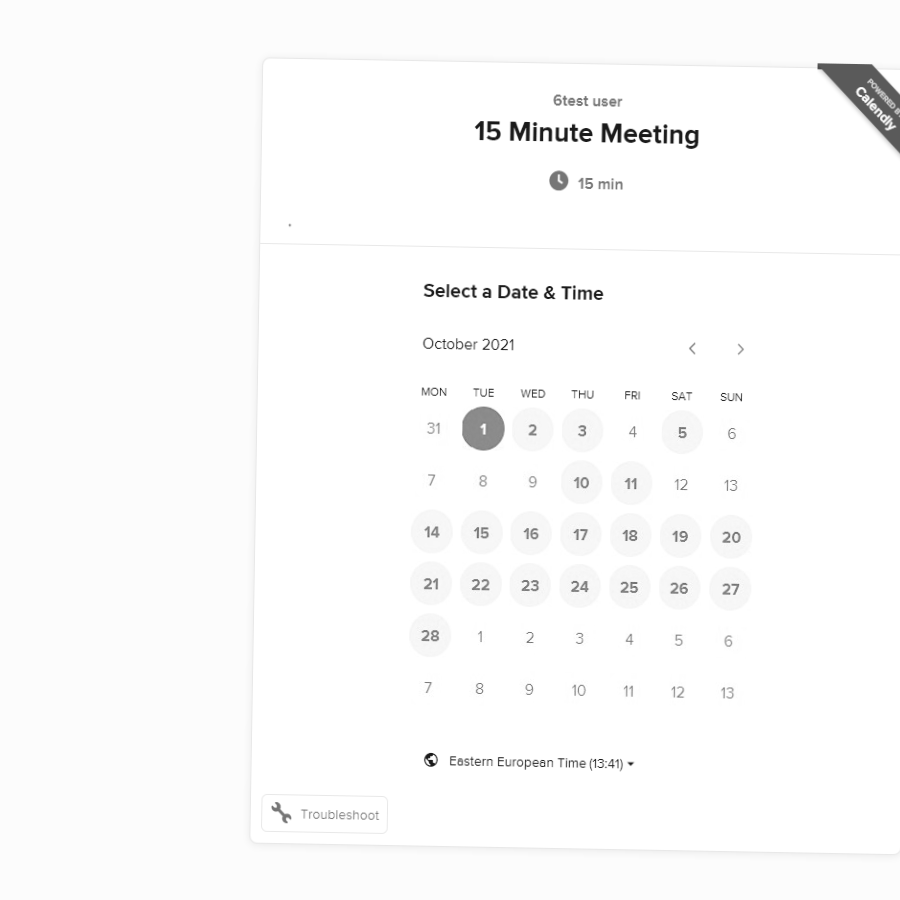 6test user
POWERED BY
Calendly
15 Minute Meeting
15 min
.
Select a Date & Time
October 2021
MON TUE WED THU FRI SAT SUN
31 1 2 3 4 5 6
7 8 9 10 11 12 13
14 15 16 17 18 19 20
21 22 23 24 25 26 27
28 1 2 3 4 5 6
7 8 9 10 11 12 13
Eastern European Time (13:41)
Troubleshoot